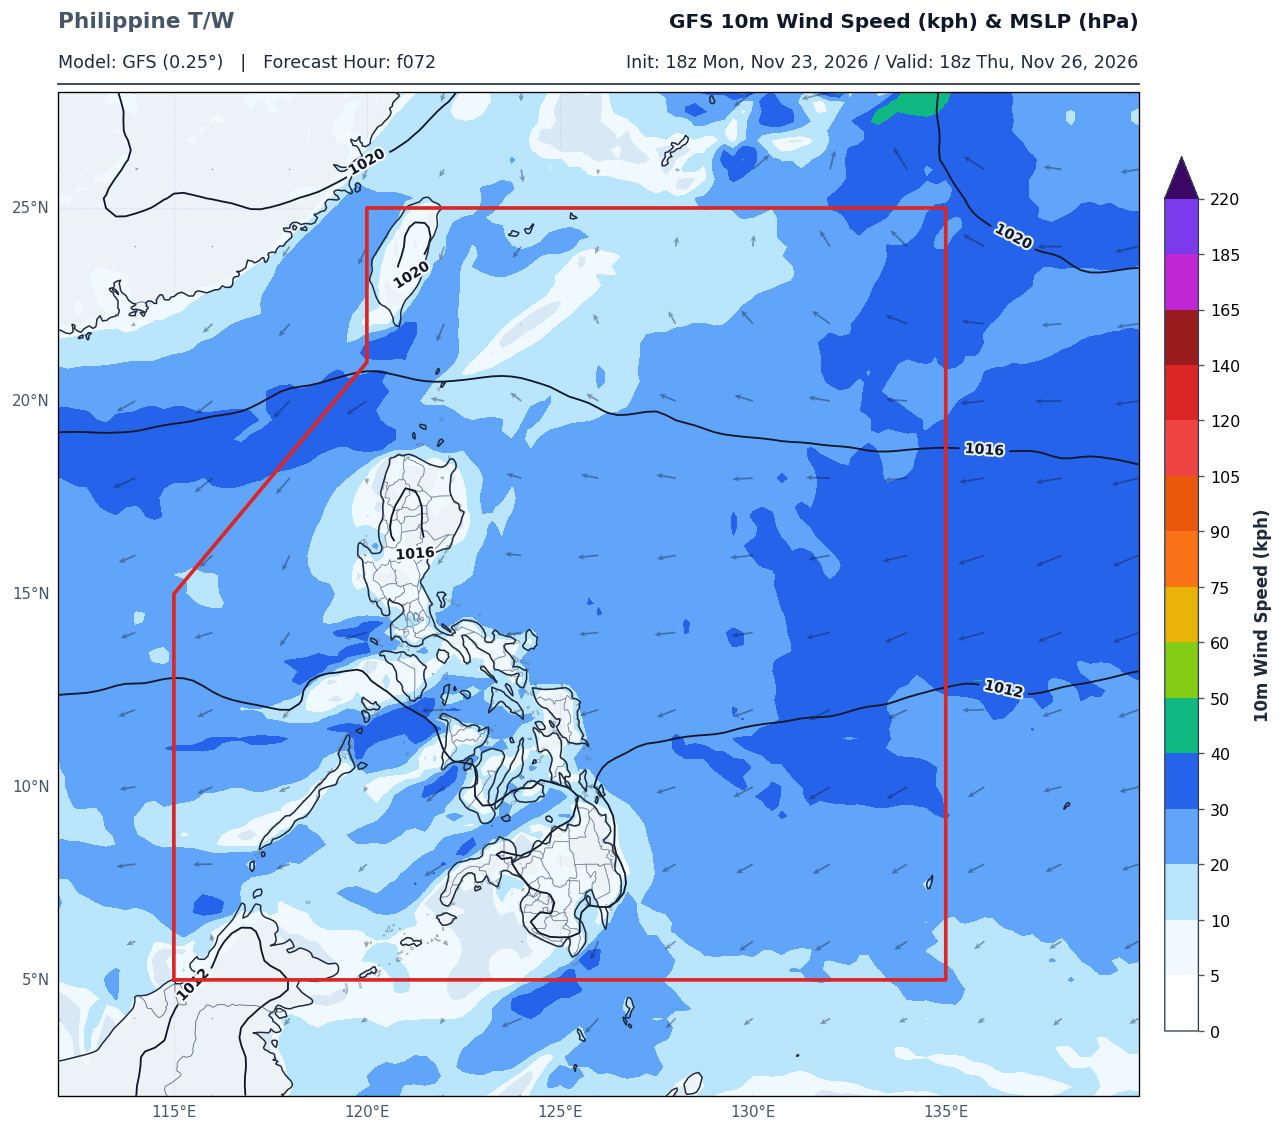 Philippine T/W
GFS 10m Wind Speed (kph) & MSLP (hPa)
Model: GFS (0.25°) | Forecast Hour: f072
Init: 18z Mon, Nov 23, 2026 / Valid: 18z Thu, Nov 26, 2026
1020
1020
1020
1016
1016
1012
1012
25°N
20°N
15°N
10°N
5°N
115°E
120°E
125°E
130°E
135°E
220
185
165
140
120
105
90
75
60
50
40
30
20
10
5
0
10m Wind Speed (kph)